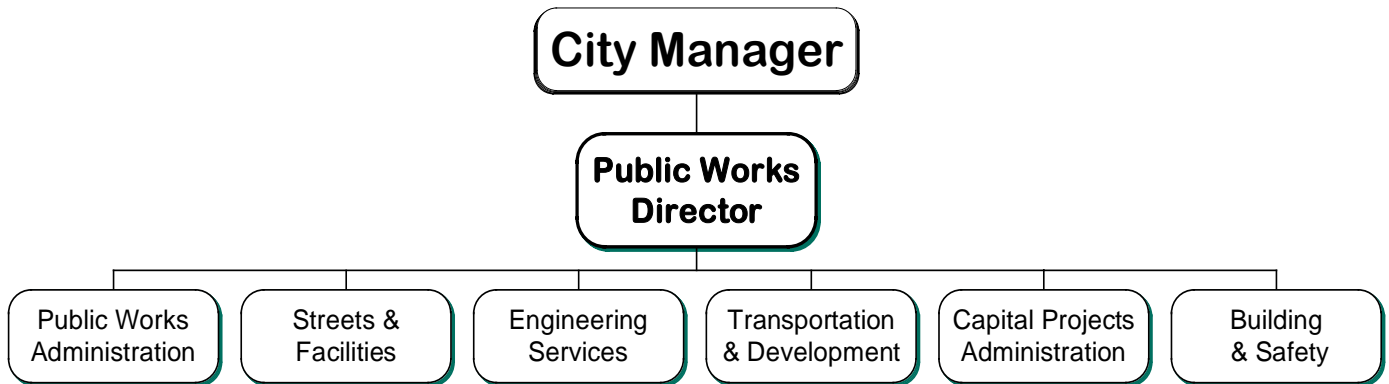 City Manager
Public Works
Director
Public Works
Administration
Streets &
Facilities
Engineering
Services
Transportation
& Development
Capital Projects
Administration
Building
& Safety